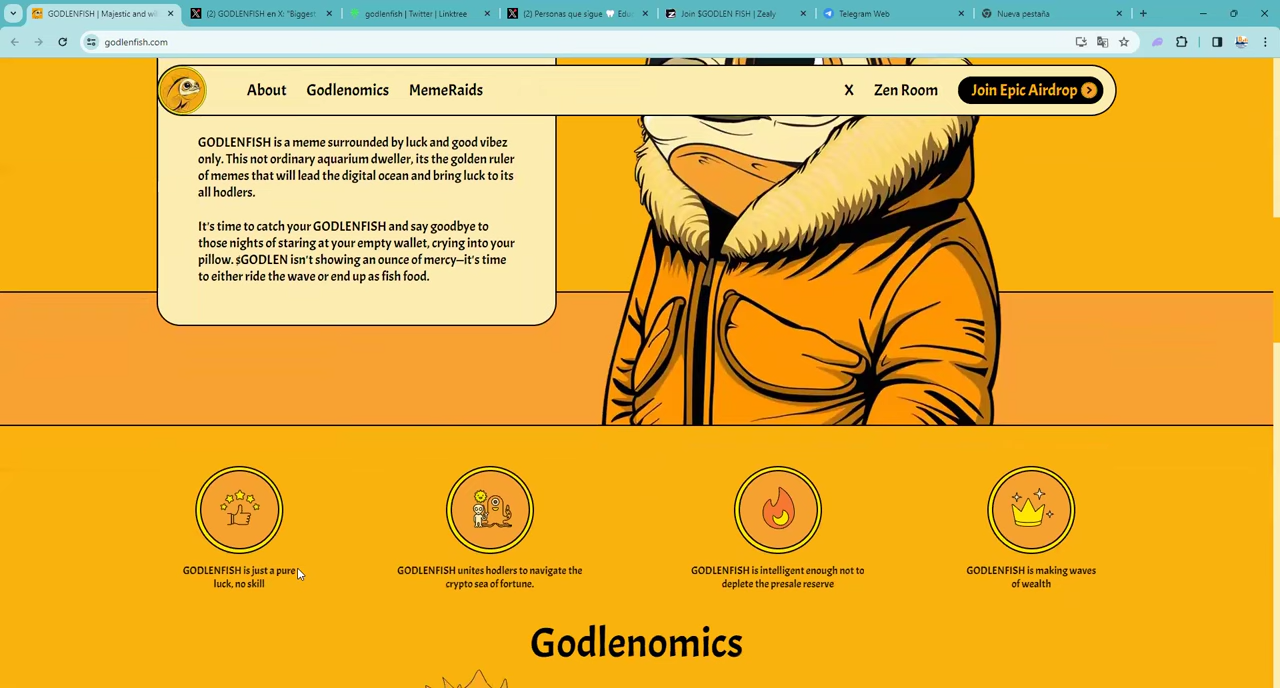 GODLENFISH | Majestic and wi
(2) GODLENFISH en X: "Biggest
godlenfish | Twitter | Linktree
(2) Personas que sigue 🦷 Edu
Join $GODLEN FISH | Zealy
Telegram Web
Nueva pestaña
godlenfish.com
About Godlenomics MemeRaids X Zen Room Join Epic Airdrop
GODLENFISH is a meme surrounded by luck and good vibez
only. This not ordinary aquarium dweller, its the golden ruler
of memes that will lead the digital ocean and bring luck to its
all hodlers.
It's time to catch your GODLENFISH and say goodbye to
those nights of staring at your empty wallet, crying into your
pillow. $GODLEN isn't showing an ounce of mercy—it's time
to either ride the wave or end up as fish food.
GODLENFISH is just a pure
luck, no skill
GODLENFISH unites hodlers to navigate the
crypto sea of fortune.
GODLENFISH is intelligent enough not to
deplete the presale reserve
GODLENFISH is making waves
of wealth
Godlenomics